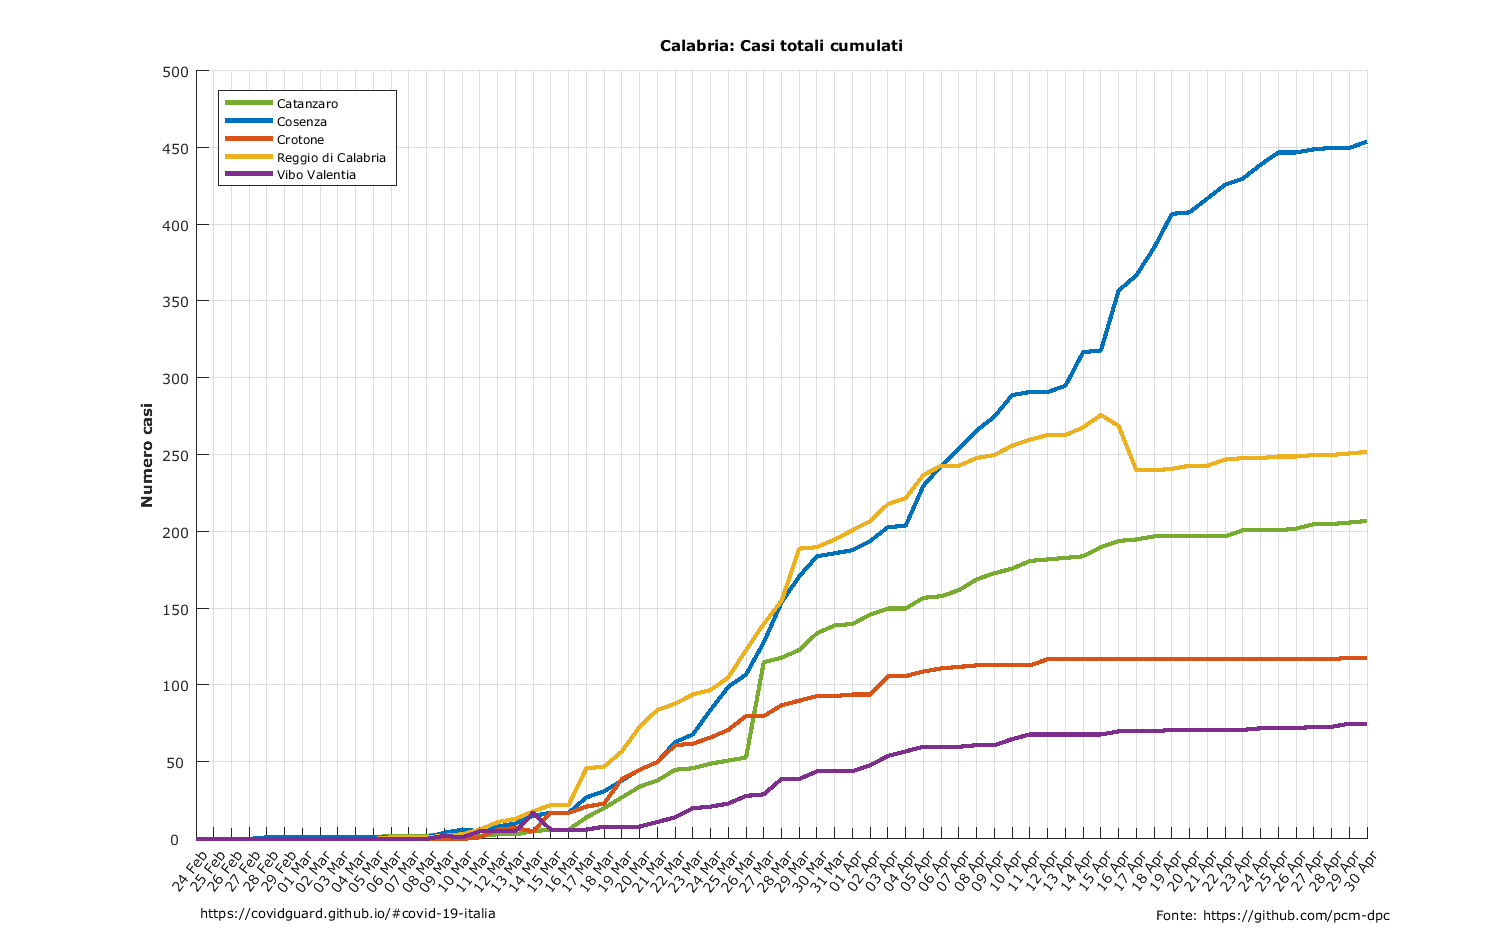 Calabria: Casi totali cumulati
500
450
400
350
300
250
200
150
100
50
0
Numero casi
Catanzaro
Cosenza
Crotone
Reggio di Calabria
Vibo Valentia
24 Feb
25 Feb
26 Feb
27 Feb
28 Feb
29 Feb
01 Mar
02 Mar
03 Mar
04 Mar
05 Mar
06 Mar
07 Mar
08 Mar
09 Mar
10 Mar
11 Mar
12 Mar
13 Mar
14 Mar
15 Mar
16 Mar
17 Mar
18 Mar
19 Mar
20 Mar
21 Mar
22 Mar
23 Mar
24 Mar
25 Mar
26 Mar
27 Mar
28 Mar
29 Mar
30 Mar
31 Mar
01 Apr
02 Apr
03 Apr
04 Apr
05 Apr
06 Apr
07 Apr
08 Apr
09 Apr
10 Apr
11 Apr
12 Apr
13 Apr
14 Apr
15 Apr
16 Apr
17 Apr
18 Apr
19 Apr
20 Apr
21 Apr
22 Apr
23 Apr
24 Apr
25 Apr
26 Apr
27 Apr
28 Apr
29 Apr
30 Apr
https://covidguard.github.io/#covid-19-italia
Fonte: https://github.com/pcm-dpc